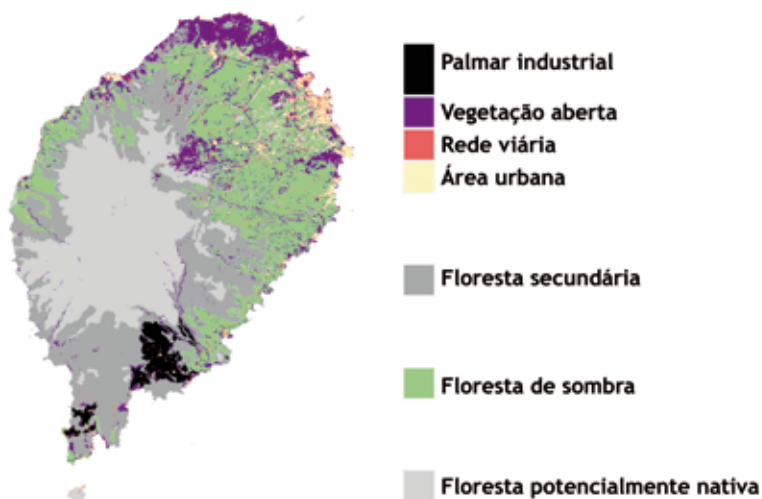 Palmar industrial
Vegetação aberta
Rede viária
Área urbana
Floresta secundária
Floresta de sombra
Floresta potencialmente nativa